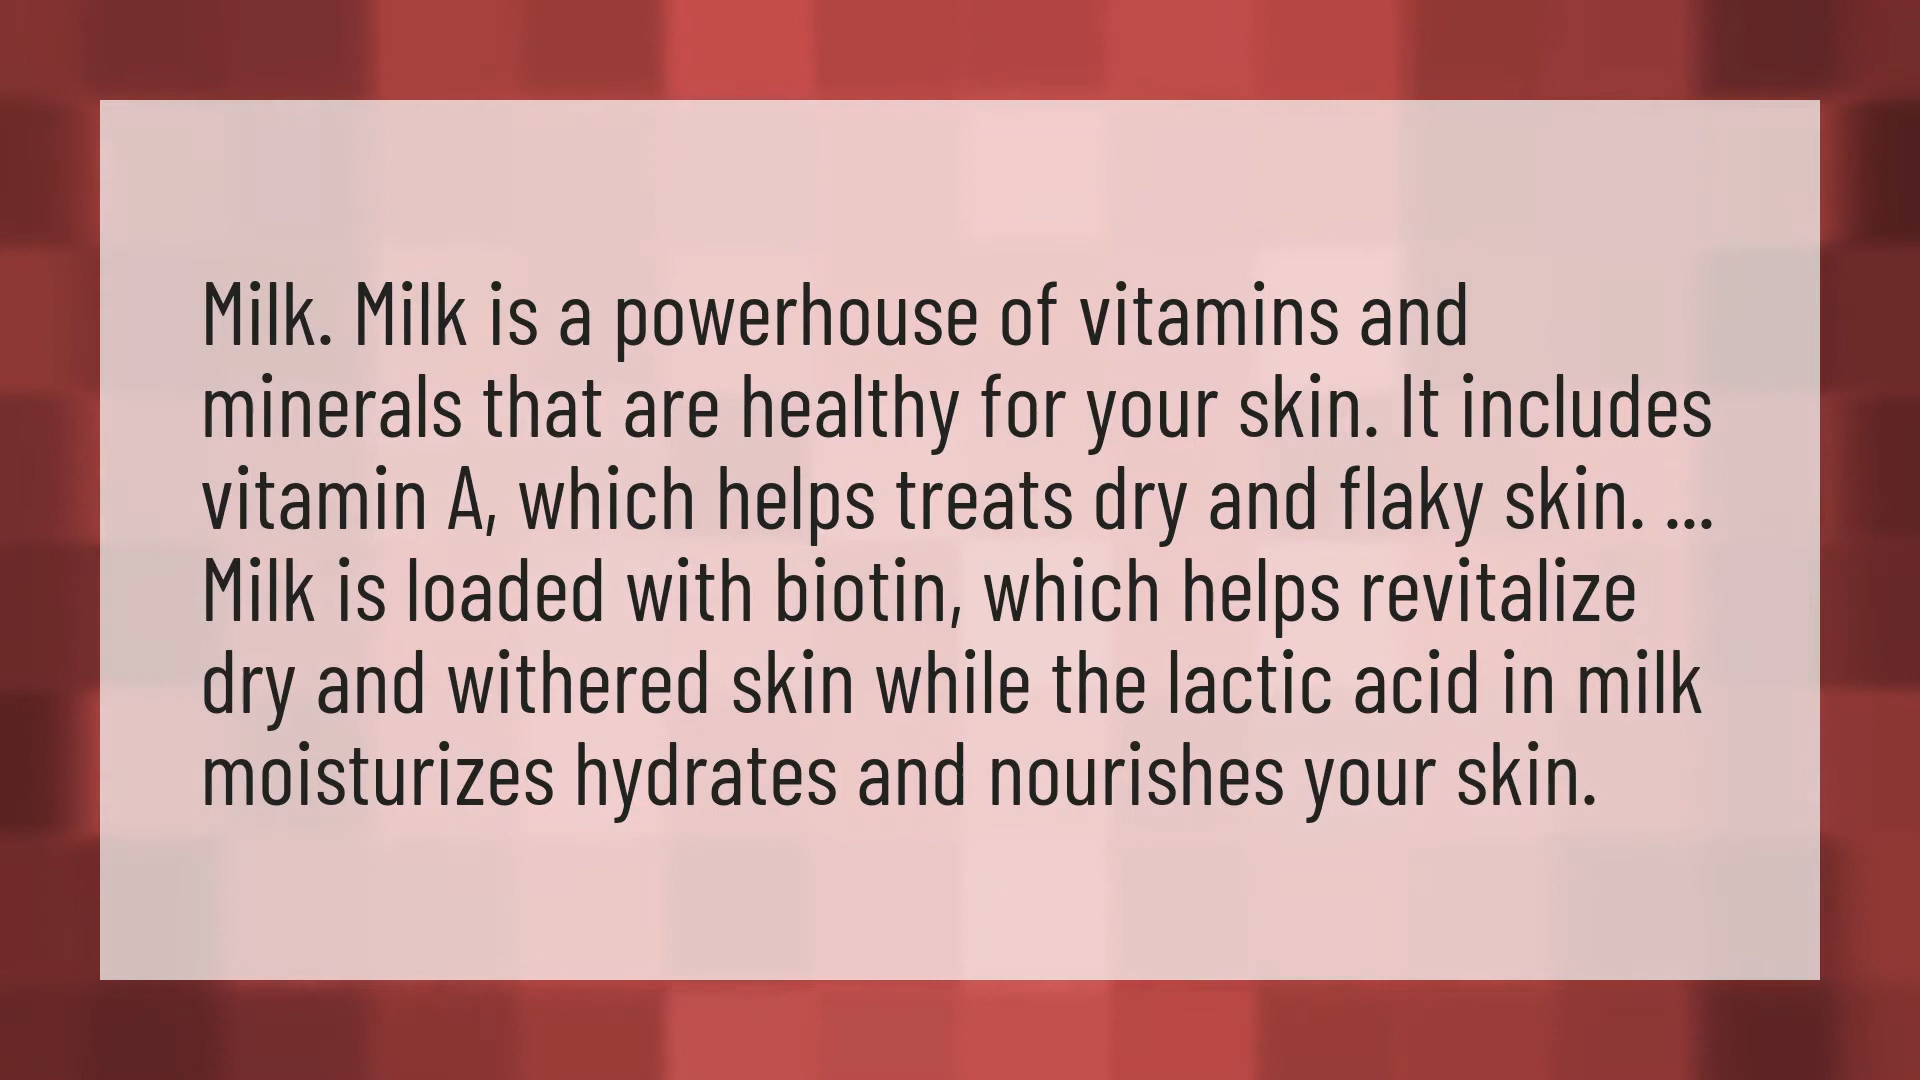 Milk. Milk is a powerhouse of vitamins and
minerals that are healthy for your skin. It includes
vitamin A, which helps treats dry and flaky skin. ...
Milk is loaded with biotin, which helps revitalize
dry and withered skin while the lactic acid in milk
moisturizes hydrates and nourishes your skin.